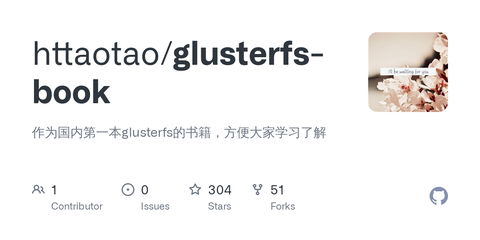 httaotao/glusterfs-
book
I'll be waiting for you
作为国内第一本glusterfs的书籍，方便大家学习了解
1
Contributor
0
Issues
304
Stars
51
Forks